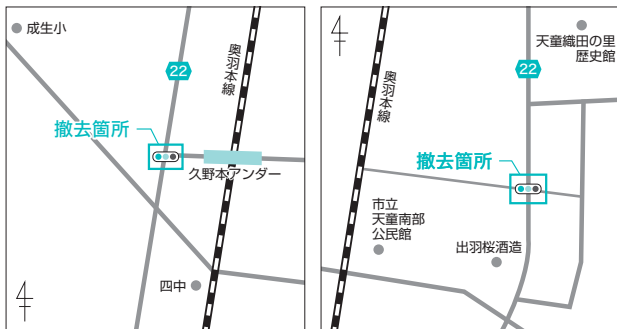 成生小
22
奥羽本線
撤去箇所
久野本アンダー
四中
天童織田の里
歴史館
22
奥羽本線
撤去箇所
市立
天童南部
公民館
出羽桜酒造